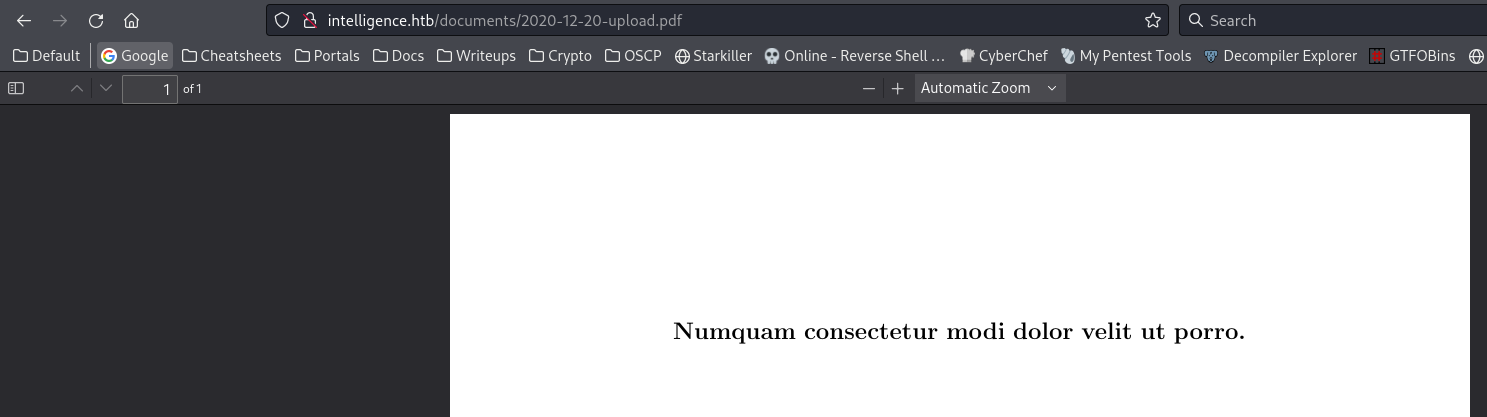 intelligence.htb/documents/2020-12-20-upload.pdf
Search
Default Google Cheatsheets Portals Docs Writeups Crypto OSCP Starkiller Online - Reverse Shell ... CyberChef My Pentest Tools Decompiler Explorer GTFOBins
1 of 1 Automatic Zoom
Numquam consectetur modi dolor velit ut porro.